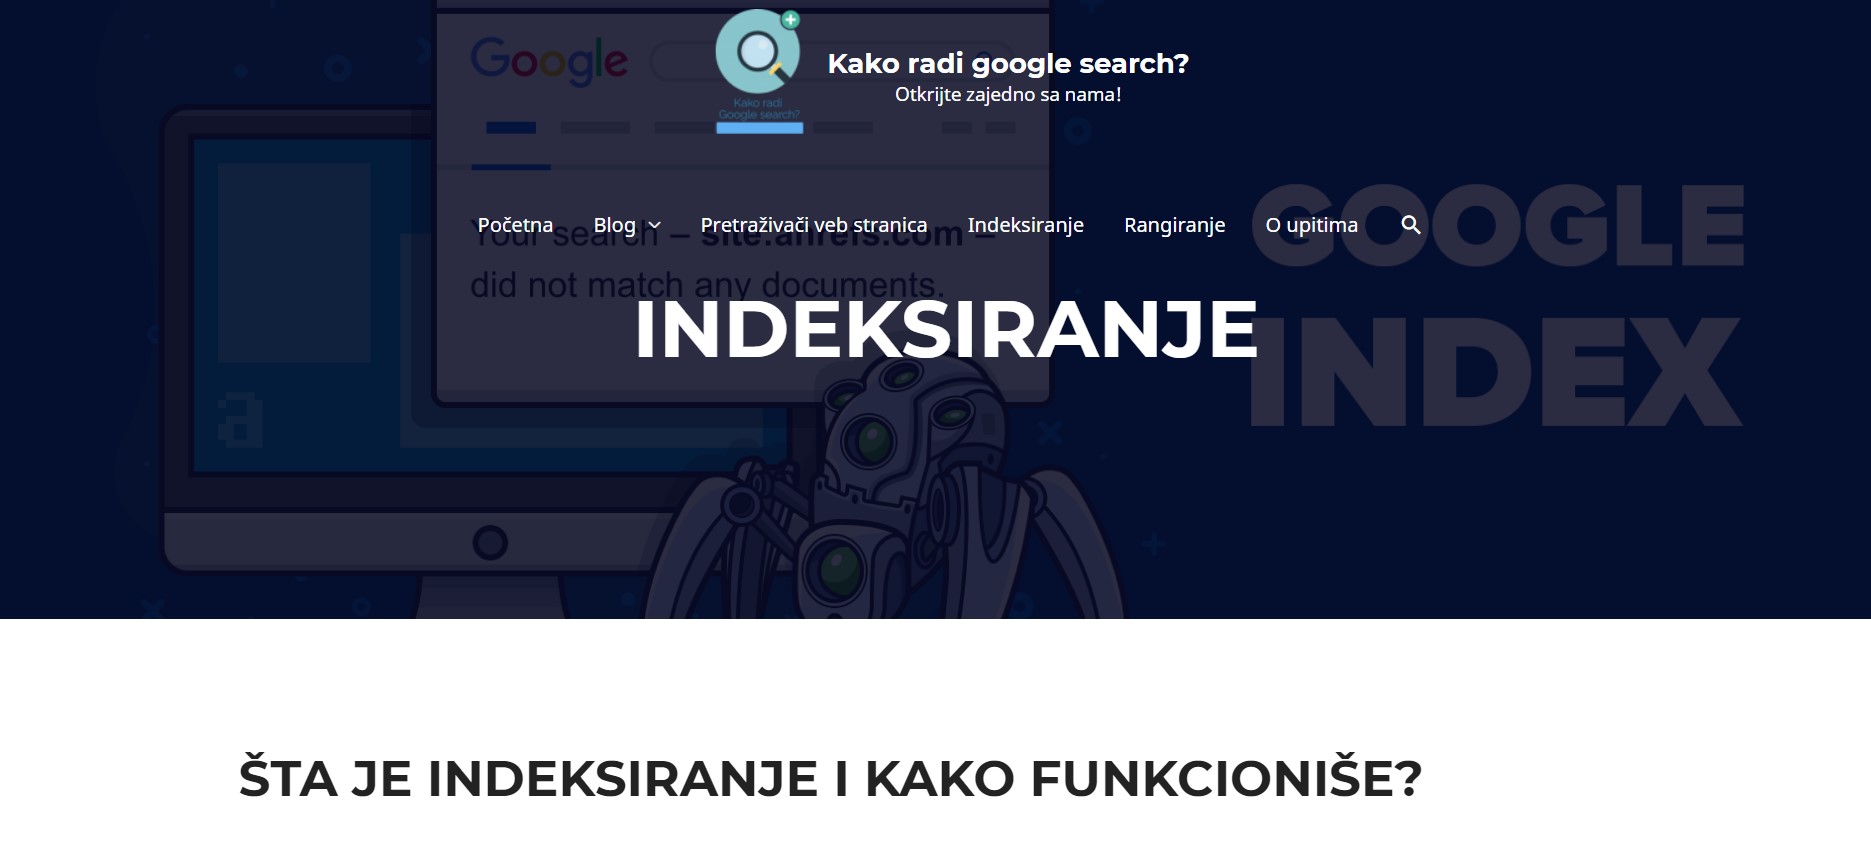 Google
Kako radi
Google search?
Kako radi google search?
Otkrijte zajedno sa nama!
Početna Blog Pretraživači veb stranica Indeksiranje Rangiranje O upitima
Your search – site:ahrefs.com –
did not match any documents.
GOOGLE
INDEX
INDEKSIRANJE
a
ŠTA JE INDEKSIRANJE I KAKO FUNKCIONIŠE?